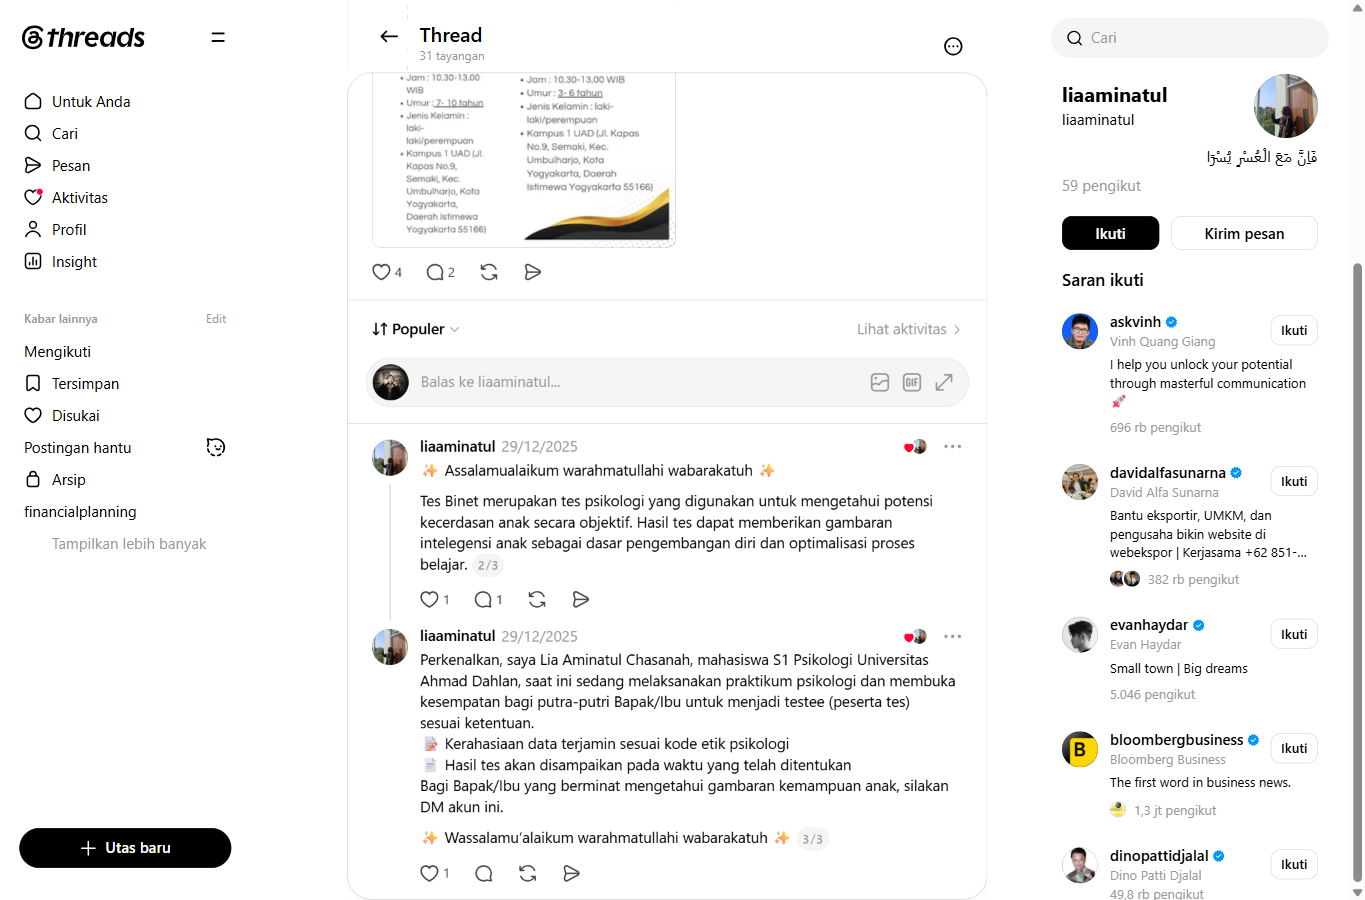 threads
Untuk Anda
Cari
Pesan
Aktivitas
Profil
Insight
Kabar lainnya
Edit
Mengikuti
Tersimpan
Disukai
Postingan hantu
Arsip
financialplanning
Tampilkan lebih banyak
Utas baru
Thread
31 tayangan
• Jam : 10.30-13.00
WIB
• Umur : 7- 10 tahun
• Jenis Kelamin :
laki-
laki/perempuan
• Kampus 1 UAD (Jl.
Kapas No.9,
Semaki, Kec.
Umbulharjo, Kota
Yogyakarta,
Daerah Istimewa
Yogyakarta 55166)
• Jam : 10.30-13.00 WIB
• Umur : 3- 6 tahun
• Jenis Kelamin : laki-
laki/perempuan
• Kampus 1 UAD (Jl. Kapas
No.9, Semaki, Kec.
Umbulharjo, Kota
Yogyakarta, Daerah
Istimewa Yogyakarta 55166)
4
2
Populer
Lihat aktivitas
Balas ke liaaminatul...
GIF
liaaminatul 29/12/2025
✨ Assalamualaikum warahmatullahi wabarakatuh ✨
Tes Binet merupakan tes psikologi yang digunakan untuk mengetahui potensi
kecerdasan anak secara objektif. Hasil tes dapat memberikan gambaran
intelegensi anak sebagai dasar pengembangan diri dan optimalisasi proses
belajar. 2/3
1
1
liaaminatul 29/12/2025
Perkenalkan, saya Lia Aminatul Chasanah, mahasiswa S1 Psikologi Universitas
Ahmad Dahlan, saat ini sedang melaksanakan praktikum psikologi dan membuka
kesempatan bagi putra-putri Bapak/Ibu untuk menjadi testee (peserta tes)
sesuai ketentuan.
📝 Kerahasiaan data terjamin sesuai kode etik psikologi
📄 Hasil tes akan disampaikan pada waktu yang telah ditentukan
Bagi Bapak/Ibu yang berminat mengetahui gambaran kemampuan anak, silakan
DM akun ini.
✨ Wassalamu’alaikum warahmatullahi wabarakatuh ✨ 3/3
1
Cari
liaaminatul
liaaminatul
فَإِنَّ مَعَ الْعُسْرِ يُسْرًا
59 pengikut
Ikuti
Kirim pesan
Saran ikuti
askvinh
Vinh Quang Giang
Ikuti
I help you unlock your potential
through masterful communication
🚀
696 rb pengikut
davidalfasunarna
David Alfa Sunarna
Ikuti
Bantu eksportir, UMKM, dan
pengusaha bikin website di
webekspor | Kerjasama +62 851-...
382 rb pengikut
evanhaydar
Evan Haydar
Ikuti
Small town | Big dreams
5.046 pengikut
B
bloombergbusiness
Bloomberg Business
Ikuti
The first word in business news.
1,3 jt pengikut
dinopattidjalal
Dino Patti Djalal
Ikuti
49,8 rb pengikut